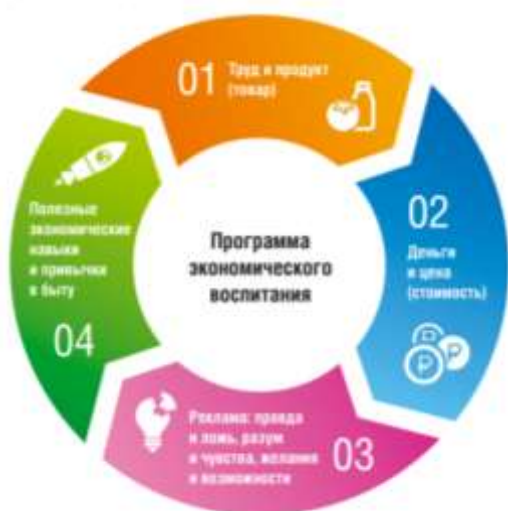 01
Труд и продукт
(товар)
02
Деньги
и цена
(стоимость)
03
Реклама: правда
и ложь, разум
и чувства, желания
и возможности
04
Полезные
экономические
навыки
и привычки
в быту
Программа
экономического
воспитания